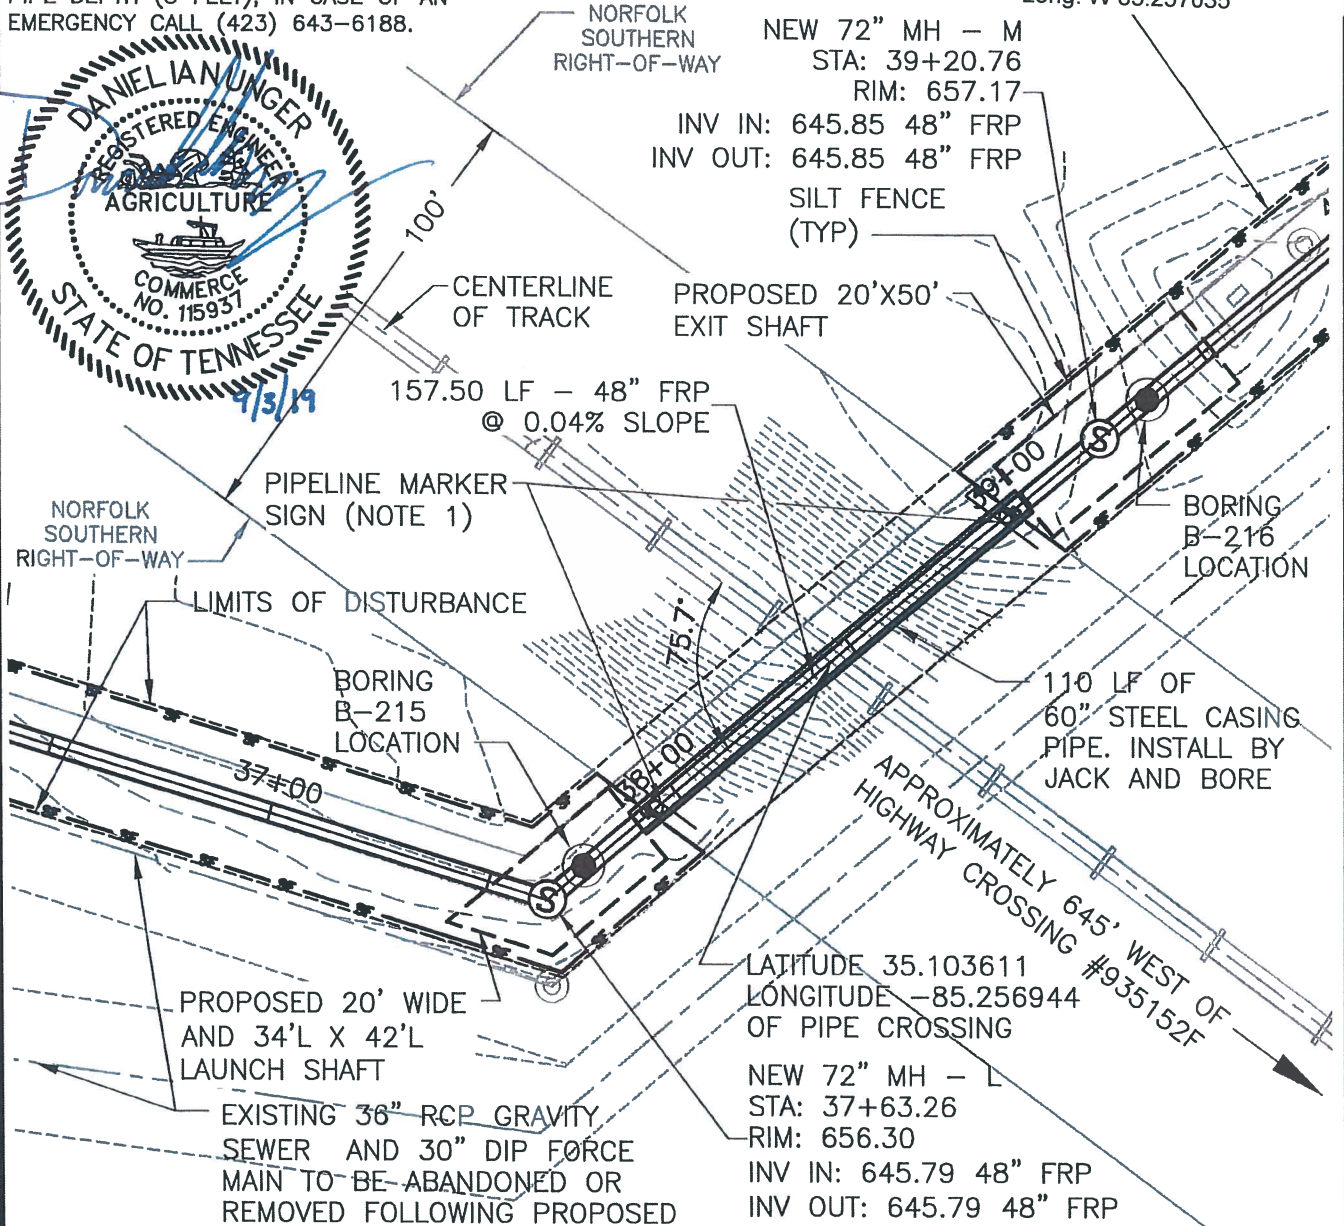 EMERGENCY CALL (423) 643-6188.
NORFOLK
SOUTHERN
RIGHT-OF-WAY
NEW 72" MH - M
STA: 39+20.76
RIM: 657.17
INV IN: 645.85 48" FRP
INV OUT: 645.85 48" FRP
SILT FENCE
(TYP)
DANIEL IAN UNGER
REGISTERED ENGINEER
AGRICULTURE
COMMERCE
NO. 115937
STATE OF TENNESSEE
9/3/19
100'
CENTERLINE
OF TRACK
PROPOSED 20'X50'
EXIT SHAFT
157.50 LF - 48" FRP
@ 0.04% SLOPE
PIPELINE MARKER
SIGN (NOTE 1)
39+00
NORFOLK
SOUTHERN
RIGHT-OF-WAY
BORING
B-216
LOCATION
LIMITS OF DISTURBANCE
75.7°
BORING
B-215
LOCATION
110 LF OF
60" STEEL CASING
PIPE. INSTALL BY
JACK AND BORE
37+00
38+00
S
S
APPROXIMATELY 645' WEST OF
HIGHWAY CROSSING #935152F
LATITUDE 35.103611
LONGITUDE -85.256944
OF PIPE CROSSING
PROPOSED 20' WIDE
AND 34'L X 42'L
LAUNCH SHAFT
NEW 72" MH - L
STA: 37+63.26
RIM: 656.30
INV IN: 645.79 48" FRP
INV OUT: 645.79 48" FRP
EXISTING 36" RCP GRAVITY
SEWER AND 30" DIP FORCE
MAIN TO BE ABANDONED OR
REMOVED FOLLOWING PROPOSED